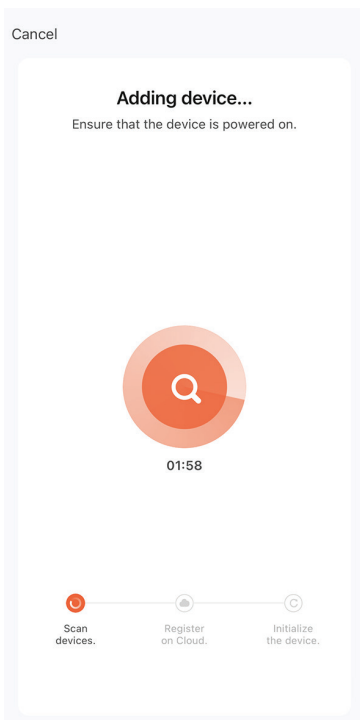 Cancel
Adding device...
Ensure that the device is powered on.
01:58
Scan
devices.
Register
on Cloud.
Initialize
the device.